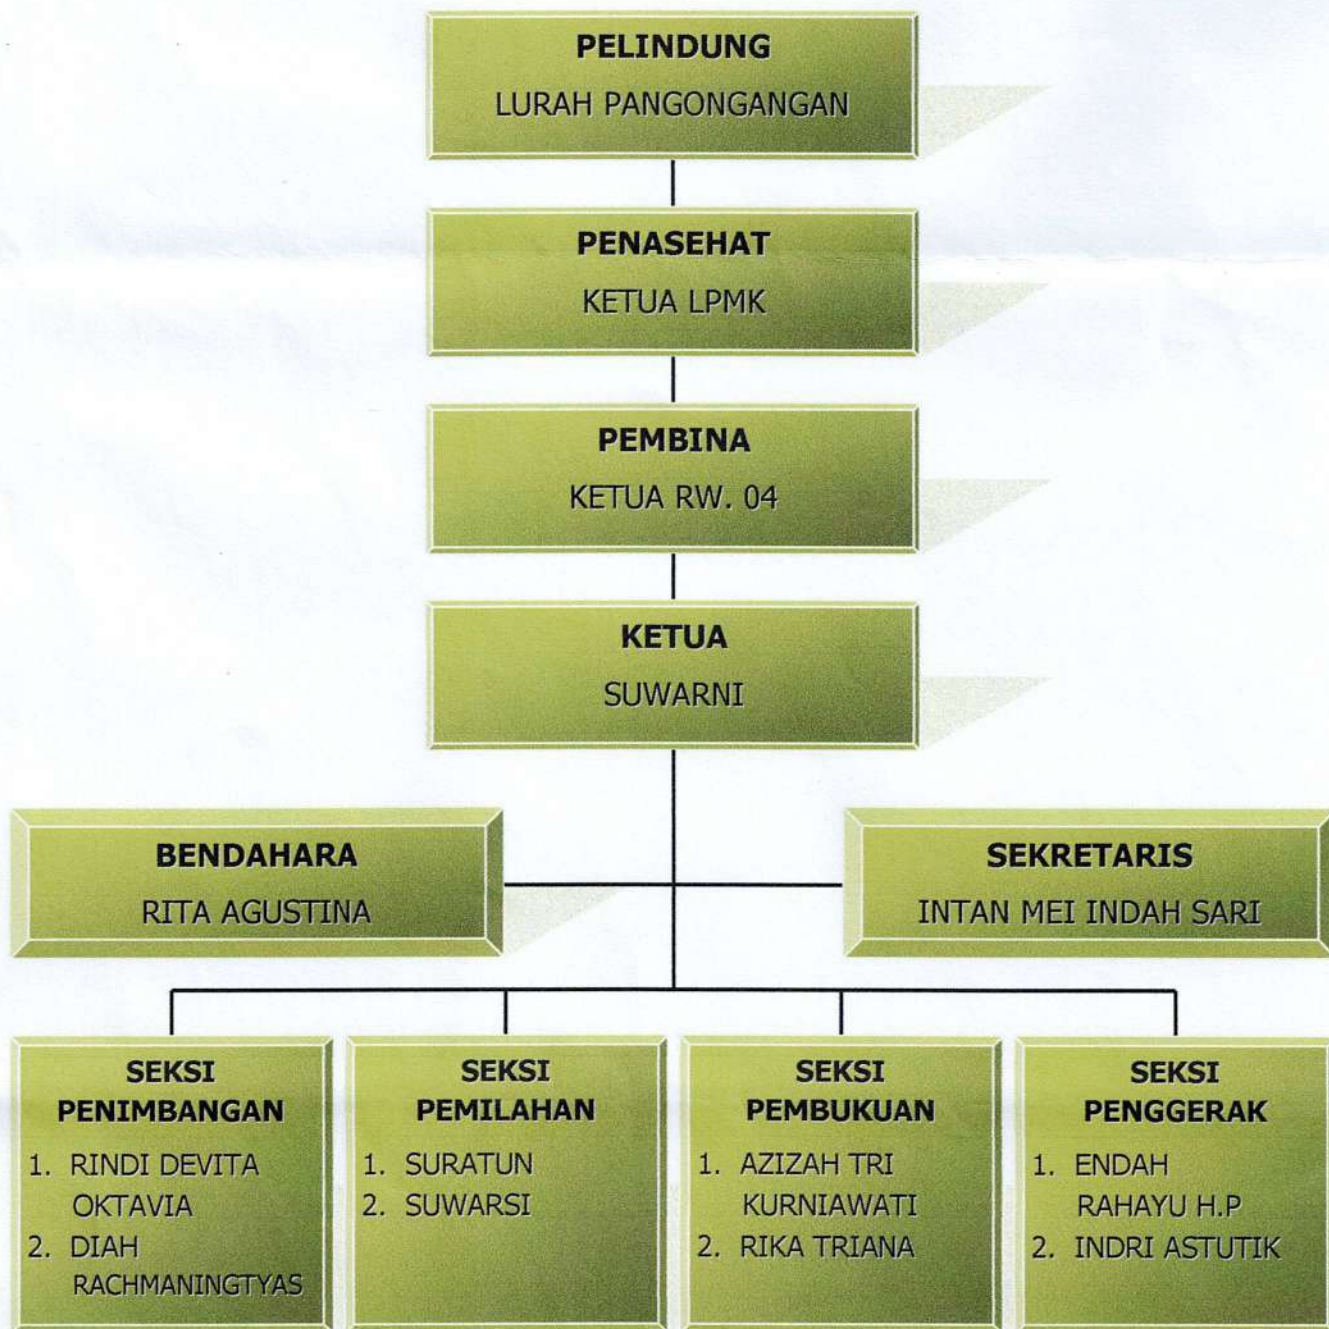 PELINDUNG
LURAH PANGONGANGAN
PENASEHAT
KETUA LPMK
PEMBINA
KETUA RW. 04
KETUA
SUWARNI
BENDAHARA
RITA AGUSTINA
SEKRETARIS
INTAN MEI INDAH SARI
SEKSI
PENIMBANGAN
1. RINDI DEVITA
OKTAVIA
2. DIAH
RACHMANINGTYAS
SEKSI
PEMILAHAN
1. SURATUN
2. SUWARSI
SEKSI
PEMBUKUAN
1. AZIZAH TRI
KURNIAWATI
2. RIKA TRIANA
SEKSI
PENGGERAK
1. ENDAH
RAHAYU H.P
2. INDRI ASTUTIK